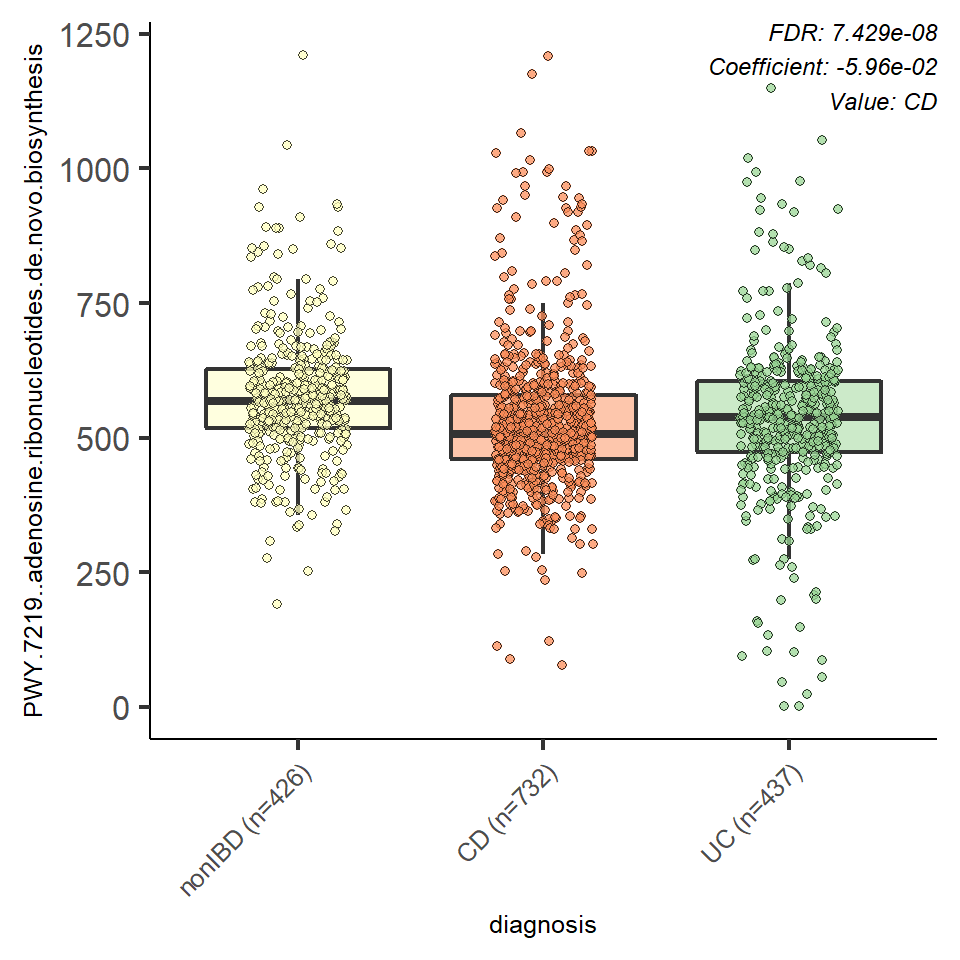 FDR: 7.429e-08
Coefficient: -5.96e-02
Value: CD
PWY.7219..adenosine.ribonucleotides.de.novo.biosynthesis
1250
1000
750
500
250
0
nonIBD (n=426)
CD (n=732)
UC (n=437)
diagnosis